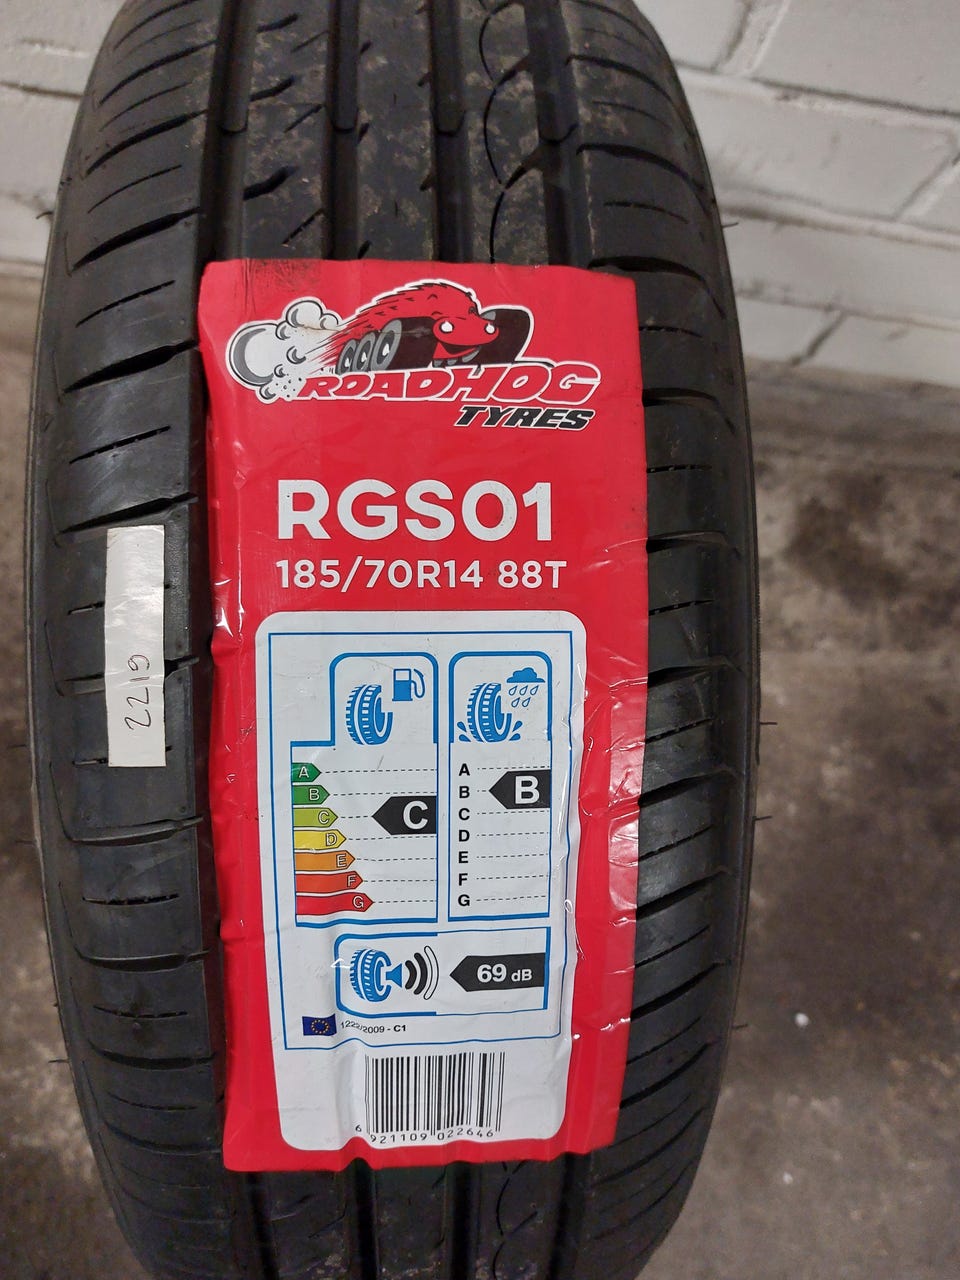 ROADHOG
TYRES
RGS01
185/70R14 88T
A
B
C
D
E
F
G
C
A
B
C
D
E
F
G
B
69 dB
1222/2009 - C1
6 921109 022646
2219